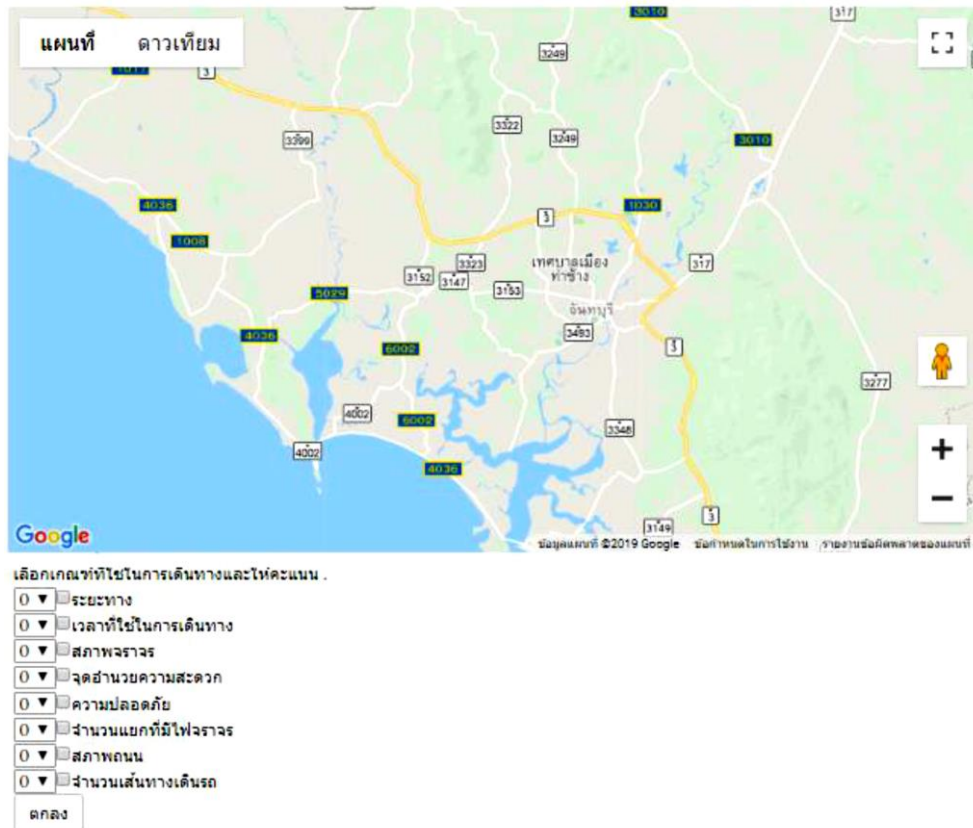 แผนที่ ดาวเทียม
3010
317
3249
3
3399
3322
3249
3010
4036
1030
3
1008
317
3323
3152
3147
เทศบาลเมือง
ท่าช้าง
3153
5029
จันทบุรี
4036
3493
6002
3
3277
4002
6002
3348
4002
4036
3149
3
Google
ข้อมูลแผนที่ ©2019 Google ข้อกำหนดในการใช้งาน รายงานข้อผิดพลาดของแผนที่
เลือกเกณฑ์ที่ใช้ในการเดินทางและให้คะแนน .
0 ▼ ระยะทาง
0 ▼ เวลาที่ใช้ในการเดินทาง
0 ▼ สภาพจราจร
0 ▼ จุดอำนวยความสะดวก
0 ▼ ความปลอดภัย
0 ▼ จำนวนแยกที่มีไฟจราจร
0 ▼ สภาพถนน
0 ▼ จำนวนเส้นทางเดินรถ
ตกลง